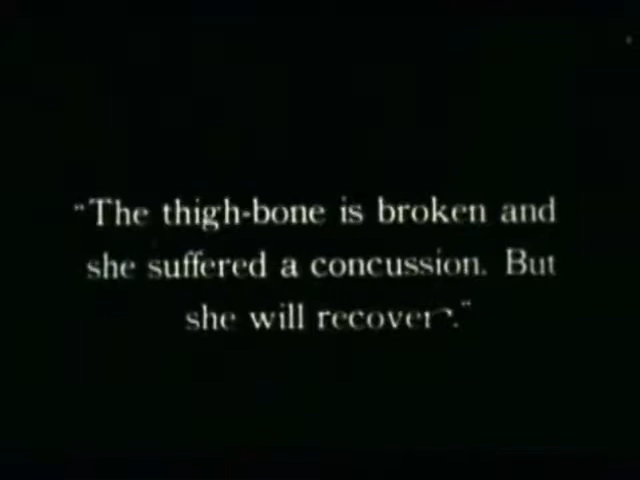 "The thigh-bone is broken and
she suffered a concussion. But
she will recover."